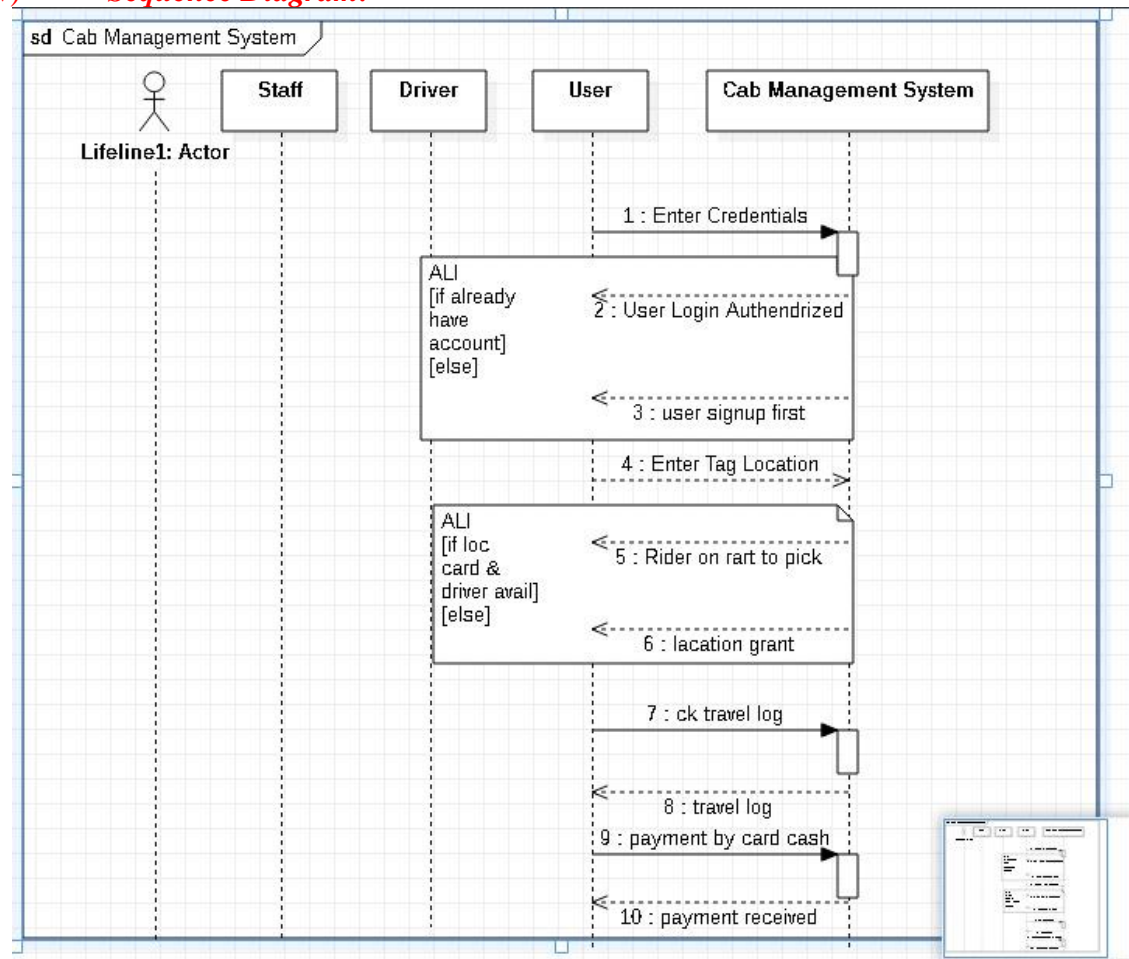 Sequence Diagram:
sd Cab Management System
Staff
Driver
User
Cab Management System
Lifeline1: Actor
1 : Enter Credentials
ALI
[if already
have
account]
[else]
2 : User Login Authendrized
3 : user signup first
4 : Enter Tag Location
ALI
[if loc
card &
driver avail]
[else]
5 : Rider on rart to pick
6 : lacation grant
7 : ck travel log
8 : travel log
9 : payment by card cash
10 : payment received